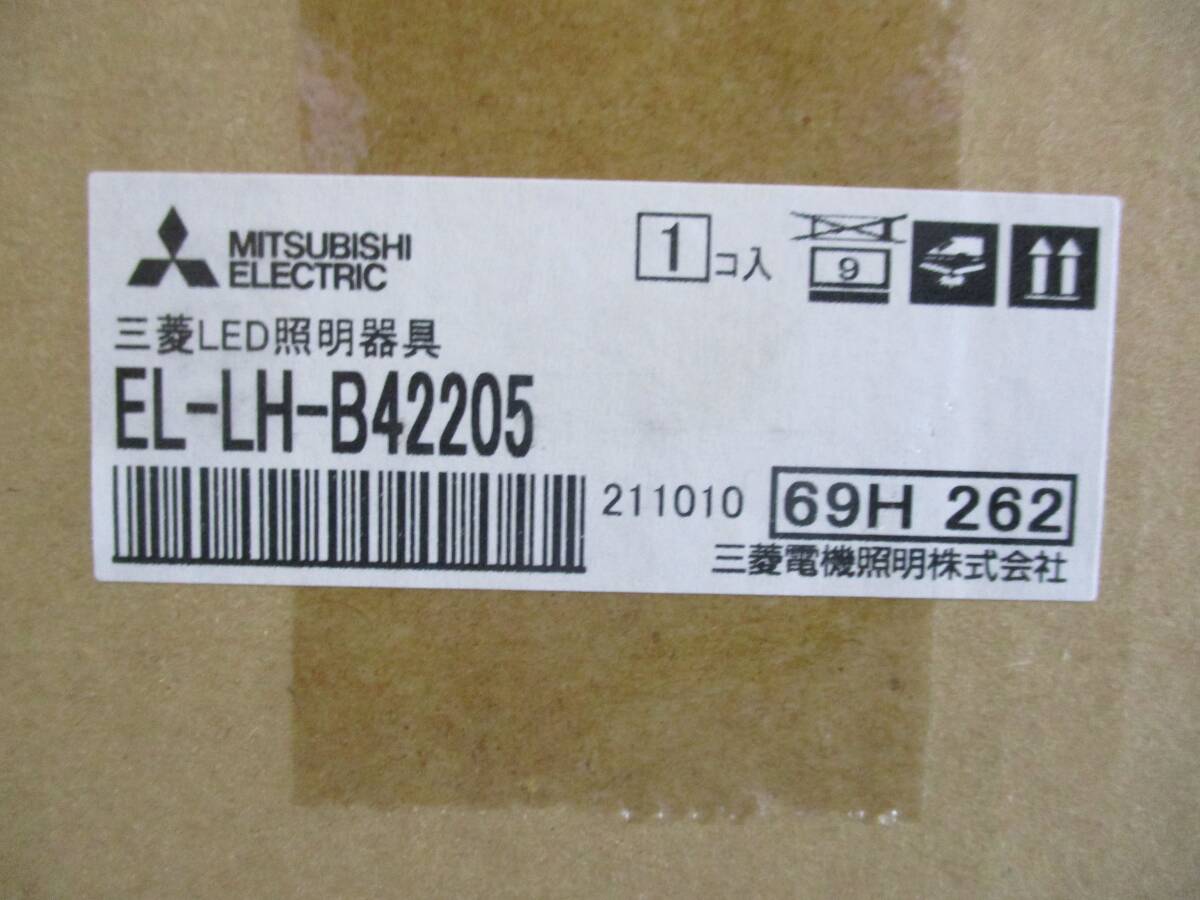 MITSUBISHI
ELECTRIC
1コ入
9
三菱LED照明器具
EL-LH-B42205
211010
69H 262
三菱電機照明株式会社